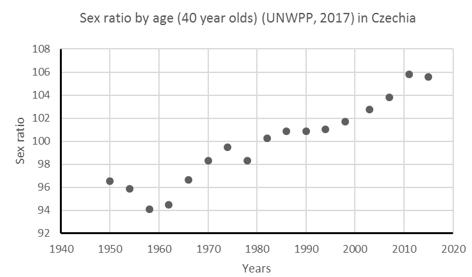 Sex ratio by age (40 year olds) (UNWPP, 2017) in Czechia
108
106
104
102
100
98
96
94
92
Sex ratio
1940 1950 1960 1970 1980 1990 2000 2010 2020
Years